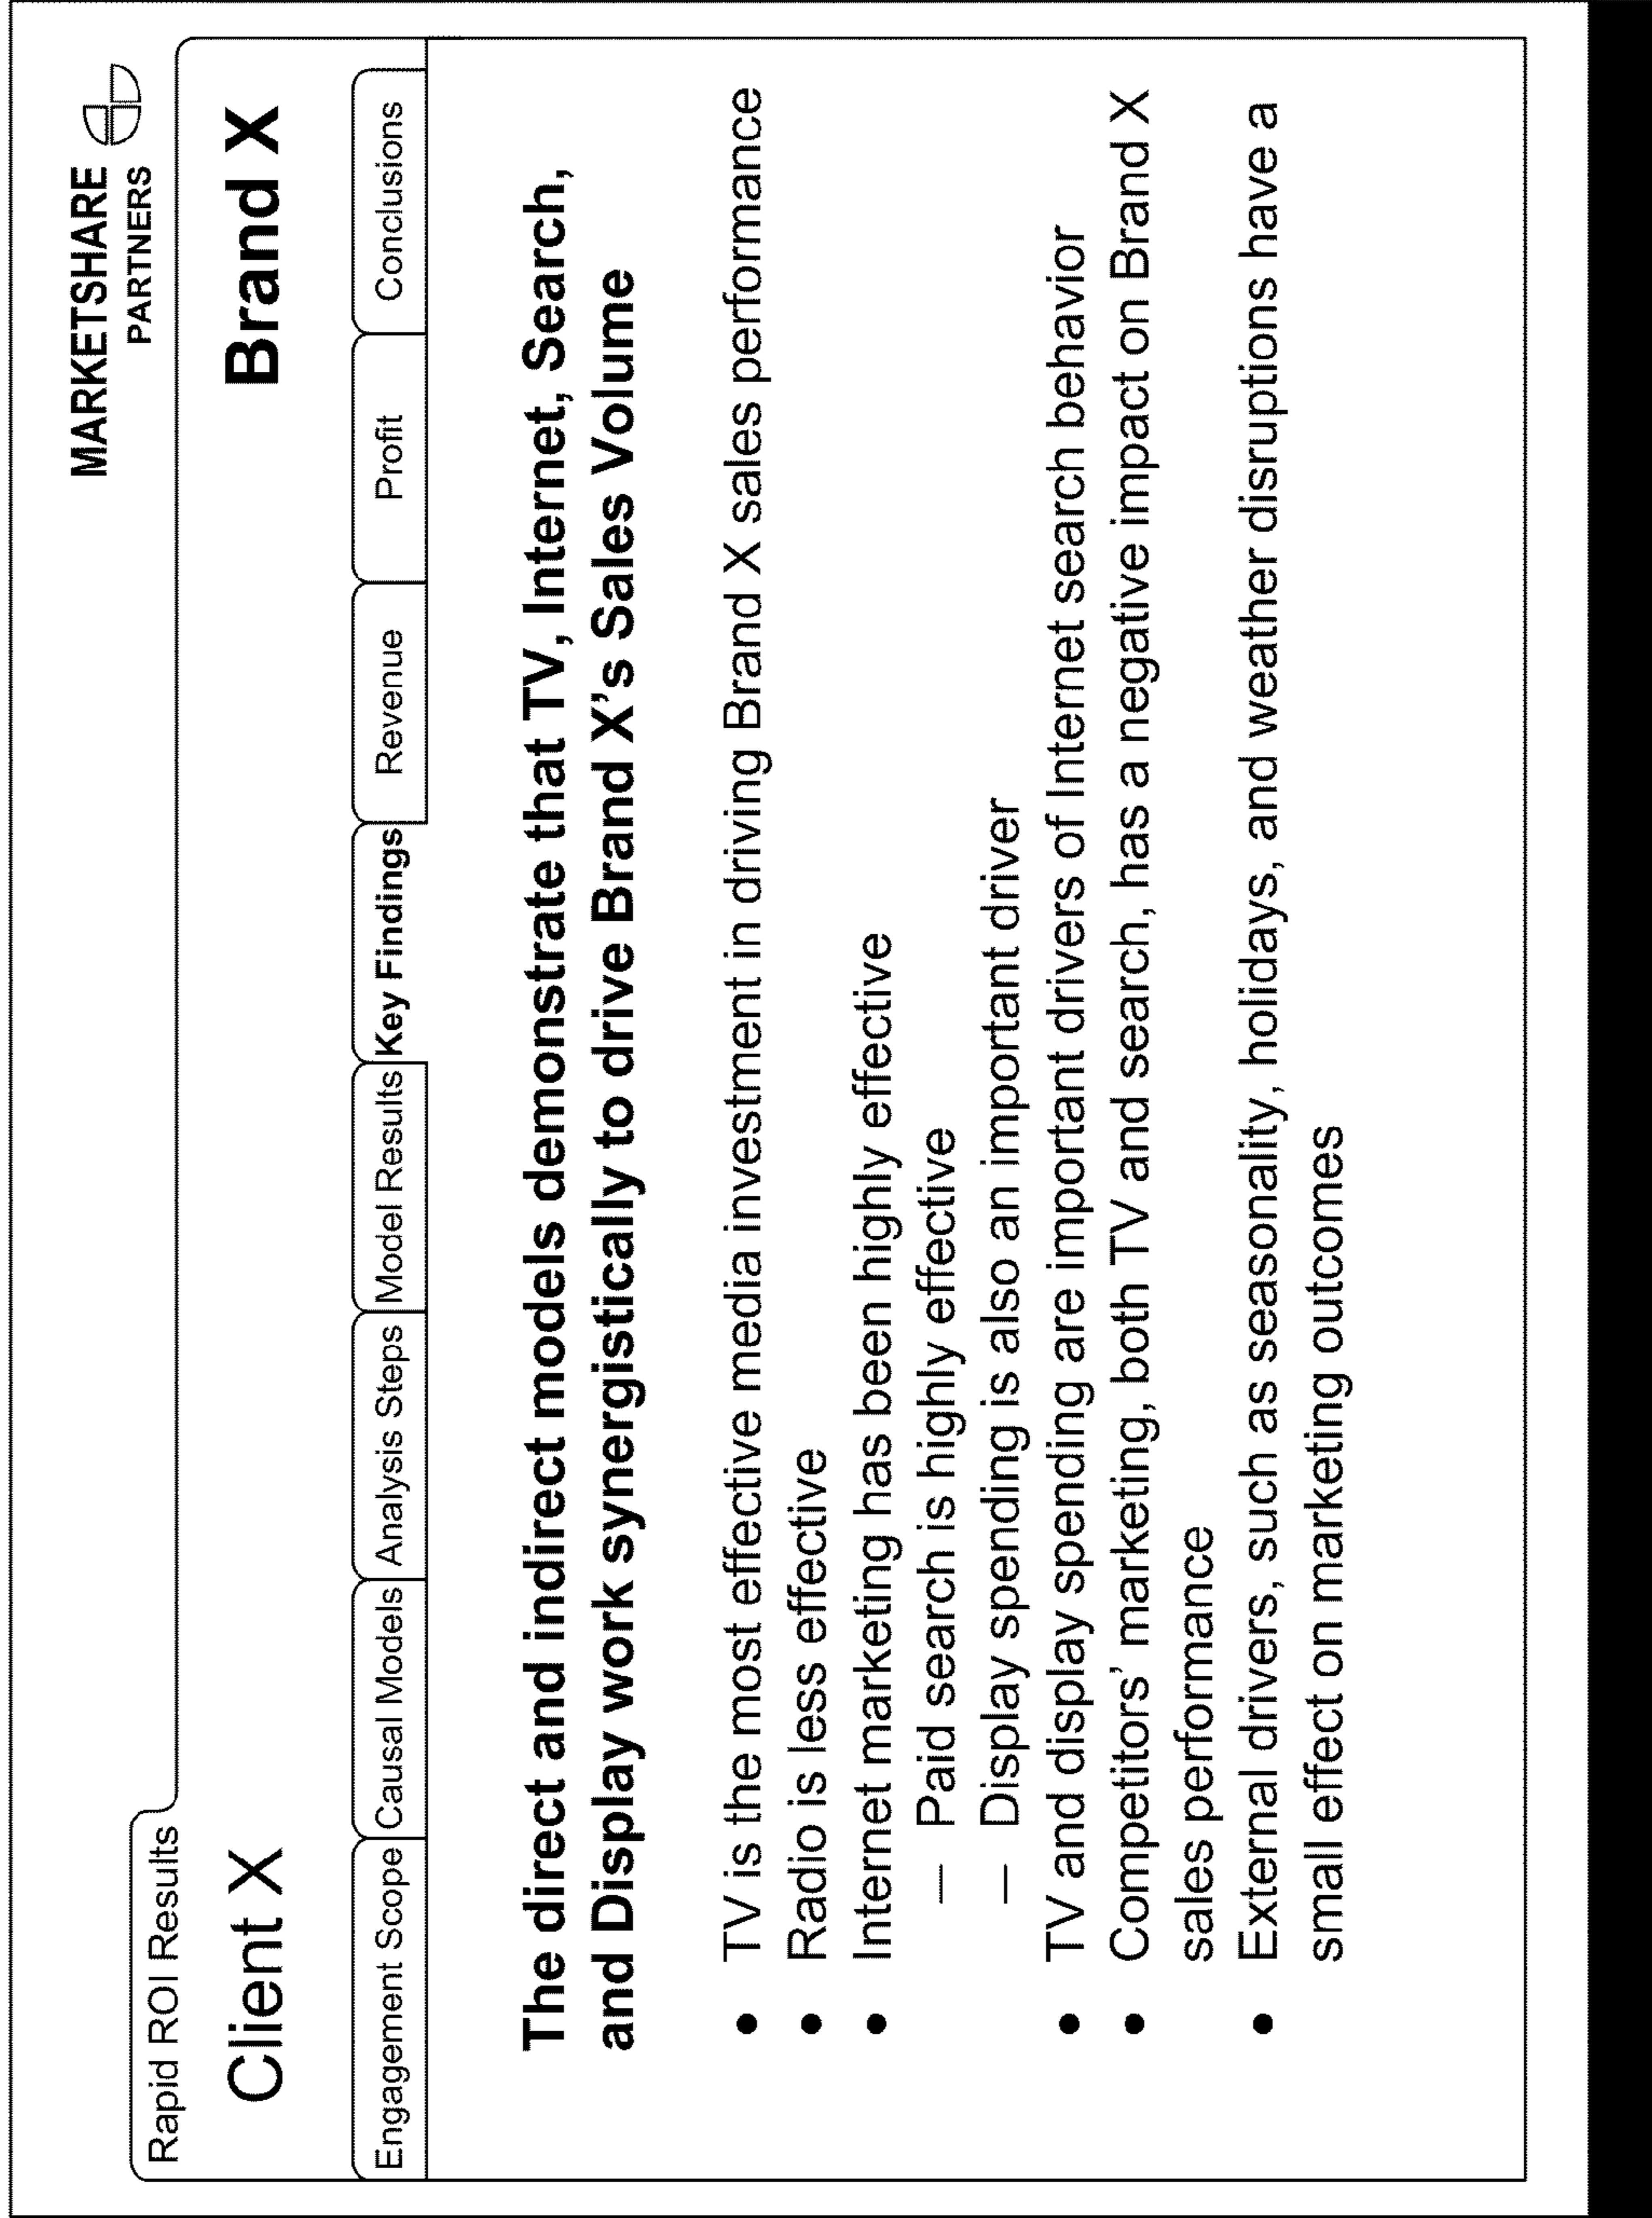 MARKETSHARE
PARTNERS
Rapid ROI Results
Client X
Brand X
Engagement Scope
Causal Models
Analysis Steps
Model Results
Key Findings
Revenue
Profit
Conclusions
The direct and indirect models demonstrate that TV, Internet, Search,
and Display work synergistically to drive Brand X's Sales Volume
• TV is the most effective media investment in driving Brand X sales performance
• Radio is less effective
• Internet marketing has been highly effective
– Paid search is highly effective
– Display spending is also an important driver
• TV and display spending are important drivers of Internet search behavior
• Competitors' marketing, both TV and search, has a negative impact on Brand X
sales performance
• External drivers, such as seasonality, holidays, and weather disruptions have a
small effect on marketing outcomes